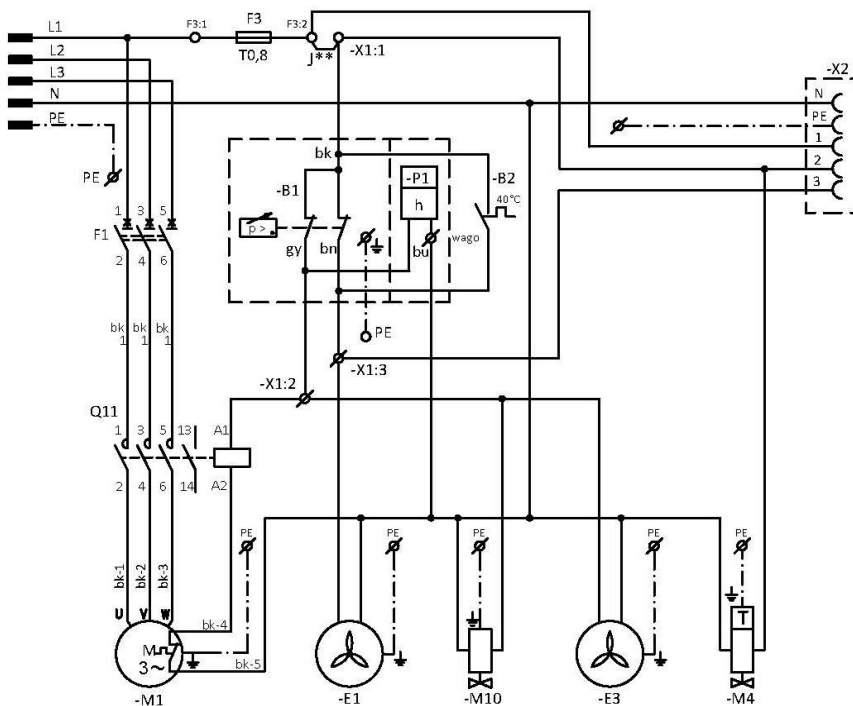 L1
F3:1
F3
F3:2
T0,8
J**
-X1:1
L2
L3
N
PE
-X2
N
PE
1
2
3
PE
bk
-B1
-P1
h
-B2
40°C
p >
gy
bn
bu
wago
PE
1 3 5
F1
2 4 6
bk 1
bk 1
bk 1
-X1:3
-X1:2
Q11
1 3 5 13
A1
2 4 6 14
A2
PE
PE
PE
PE
PE
bk-1
bk-2
bk-3
U V W
bk-4
M
3~
bk-5
T
-M1
-E1
-M10
-E3
-M4